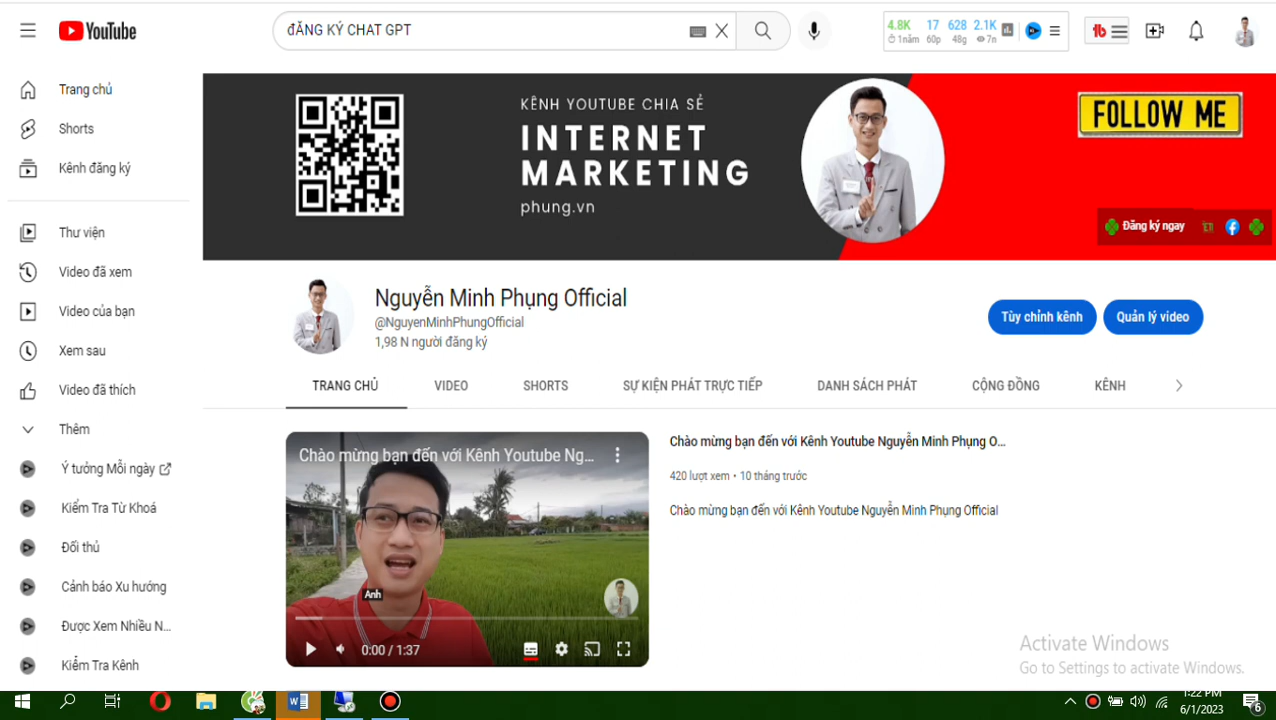 YouTube
ĐĂNG KÝ CHAT GPT
4.8K 17 628 2.1K
1năm 60p 48g 7n
Trang chủ
Shorts
Kênh đăng ký
Thư viện
Video đã xem
Video của bạn
Xem sau
Video đã thích
Thêm
Ý tưởng Mỗi ngày
Kiểm Tra Từ Khoá
Đối thủ
Cảnh báo Xu hướng
Được Xem Nhiều N...
Kiểm Tra Kênh
KÊNH YOUTUBE CHIA SẺ
INTERNET
MARKETING
phung.vn
FOLLOW ME
Đăng ký ngay
Nguyễn Minh Phụng Official
@NguyenMinhPhungOfficial
1,98 N người đăng ký
Tùy chỉnh kênh
Quản lý video
TRANG CHỦ VIDEO SHORTS SỰ KIỆN PHÁT TRỰC TIẾP DANH SÁCH PHÁT CỘNG ĐỒNG KÊNH
Chào mừng bạn đến với Kênh Youtube Ng...
Anh
0:00 / 1:37
Chào mừng bạn đến với Kênh Youtube Nguyễn Minh Phụng O...
420 lượt xem • 10 tháng trước
Chào mừng bạn đến với Kênh Youtube Nguyễn Minh Phụng Official
Activate Windows
Go to Settings to activate Windows.
1:22 PM
6/1/2023
6